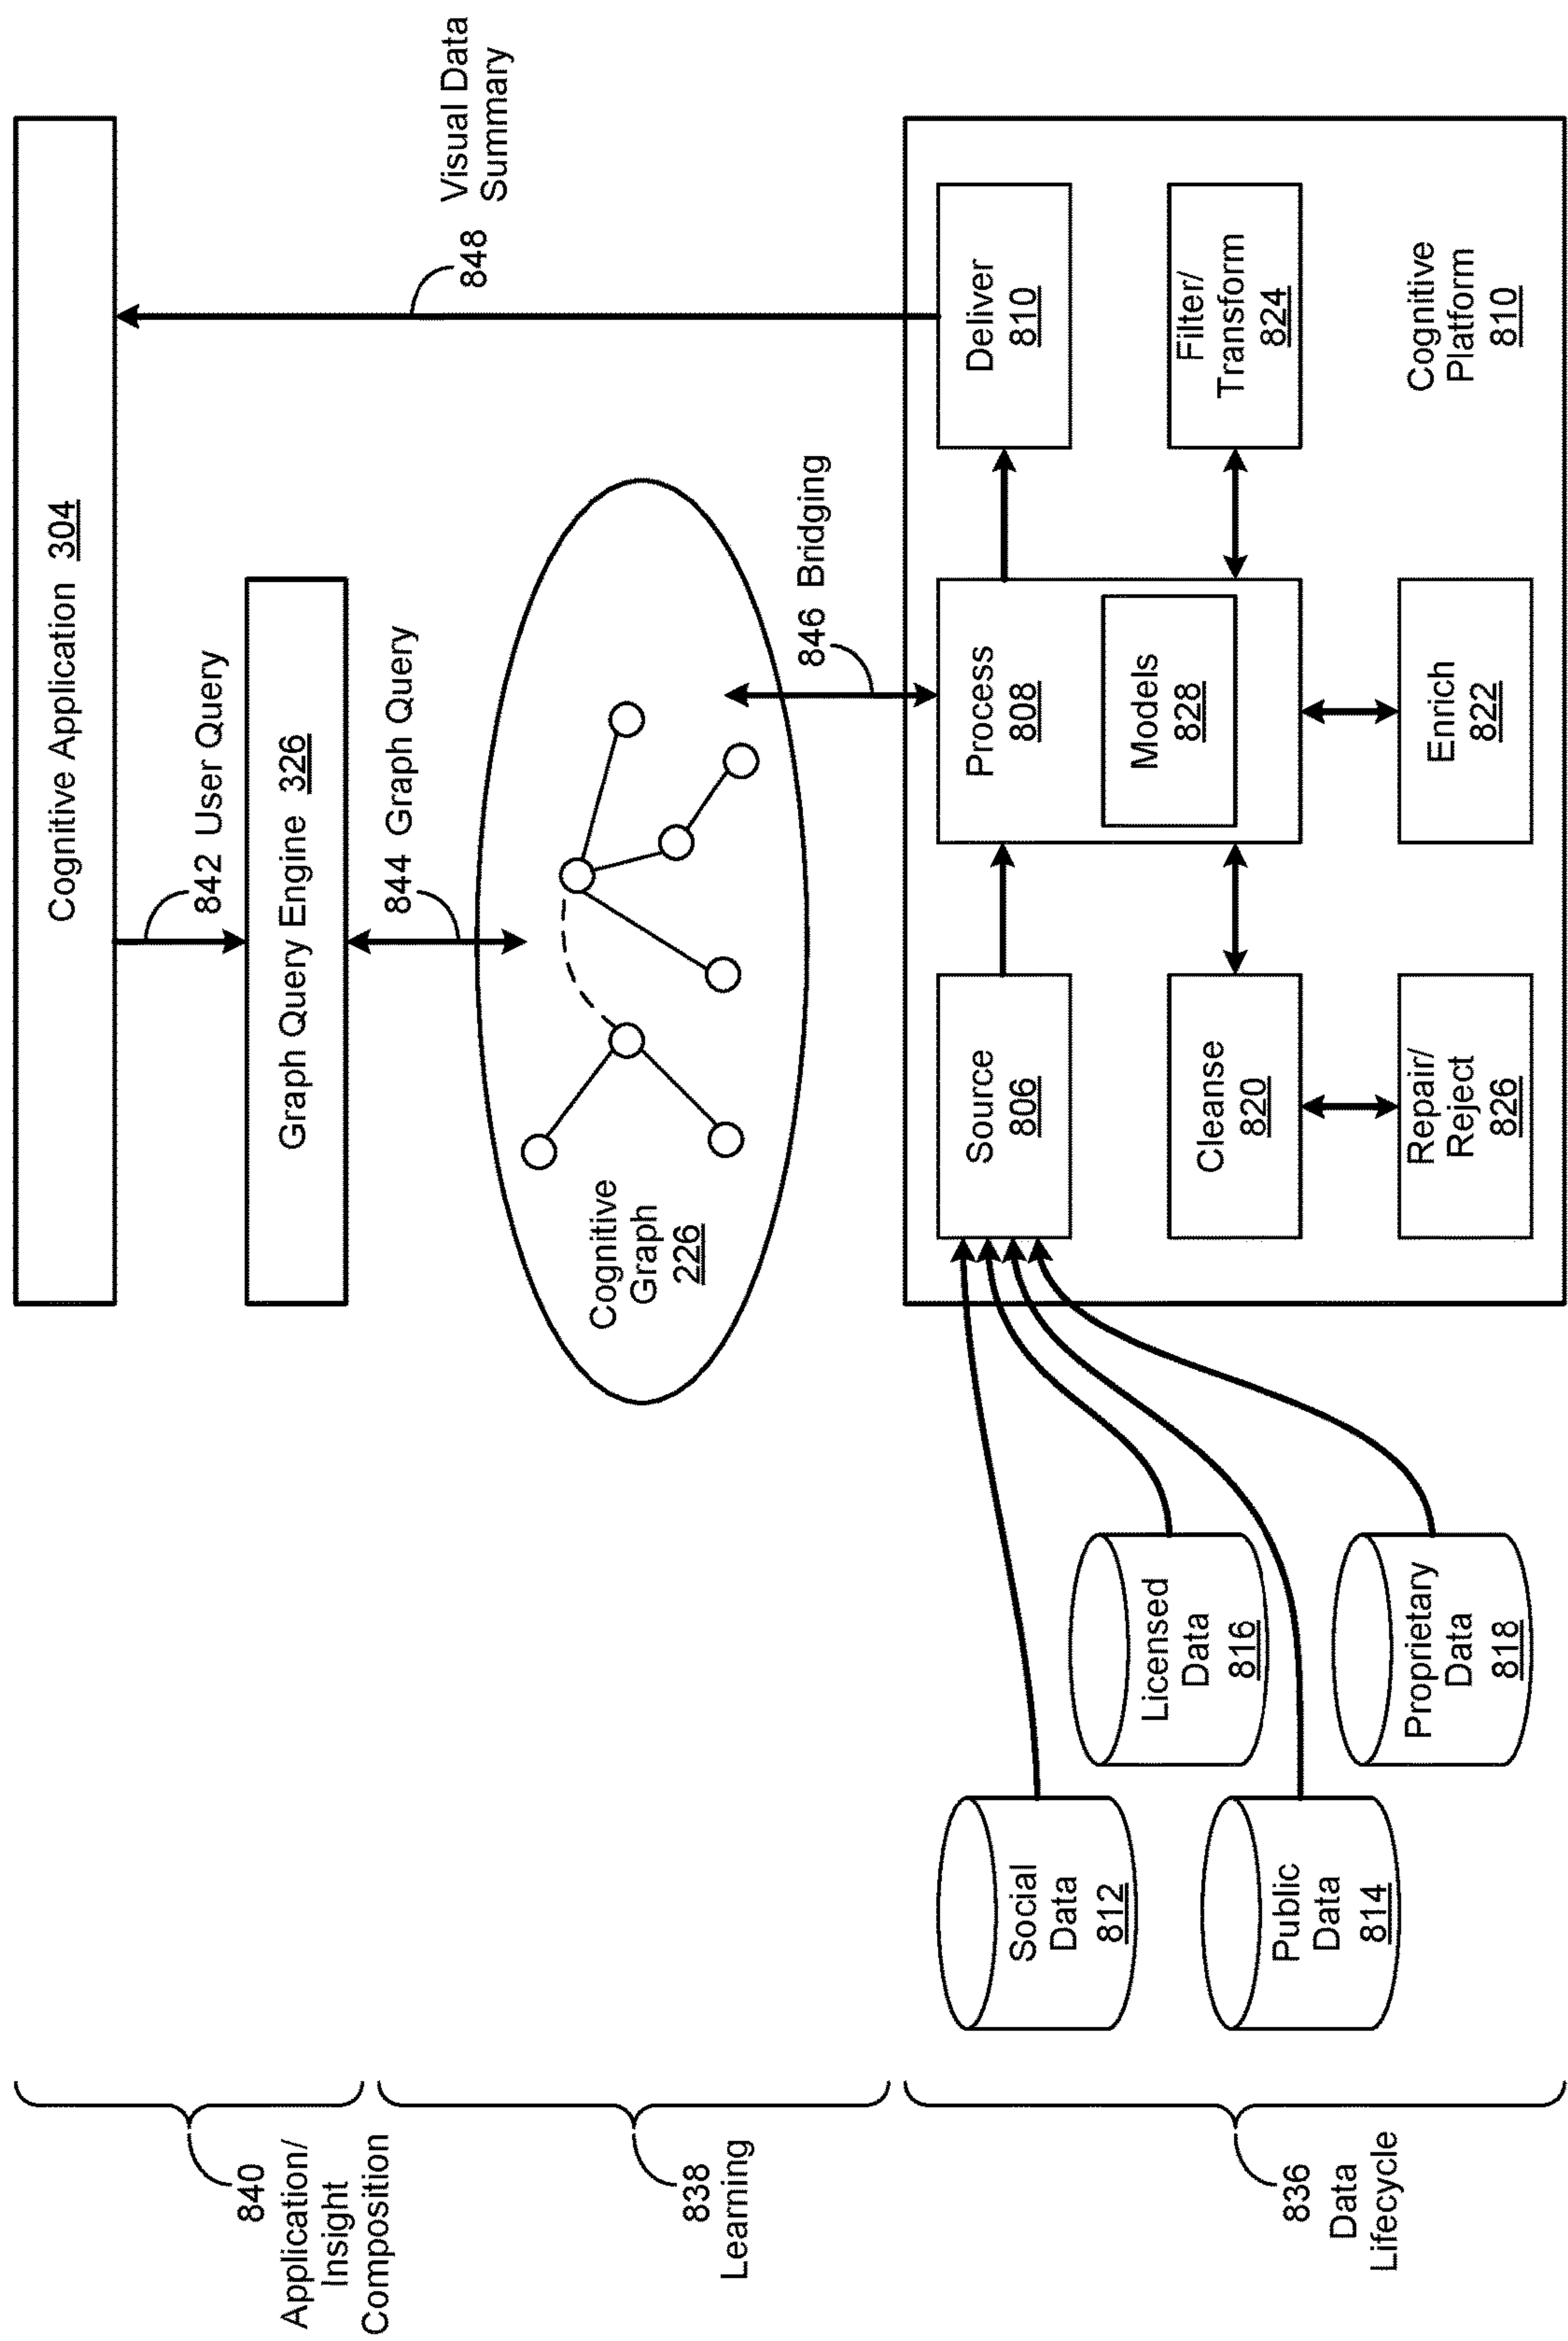 840
Application/
Insight
Composition
Cognitive Application 304
842 User Query
Graph Query Engine 326
848 Visual Data
Summary
838
Learning
844 Graph Query
Cognitive
Graph
226
846 Bridging
836
Data
Lifecycle
Social
Data
812
Licensed
Data
816
Public
Data
814
Proprietary
Data
818
Source
806
Process
808
Models
828
Deliver
810
Cleanse
820
Filter/
Transform
824
Repair/
Reject
826
Enrich
822
Cognitive
Platform
810